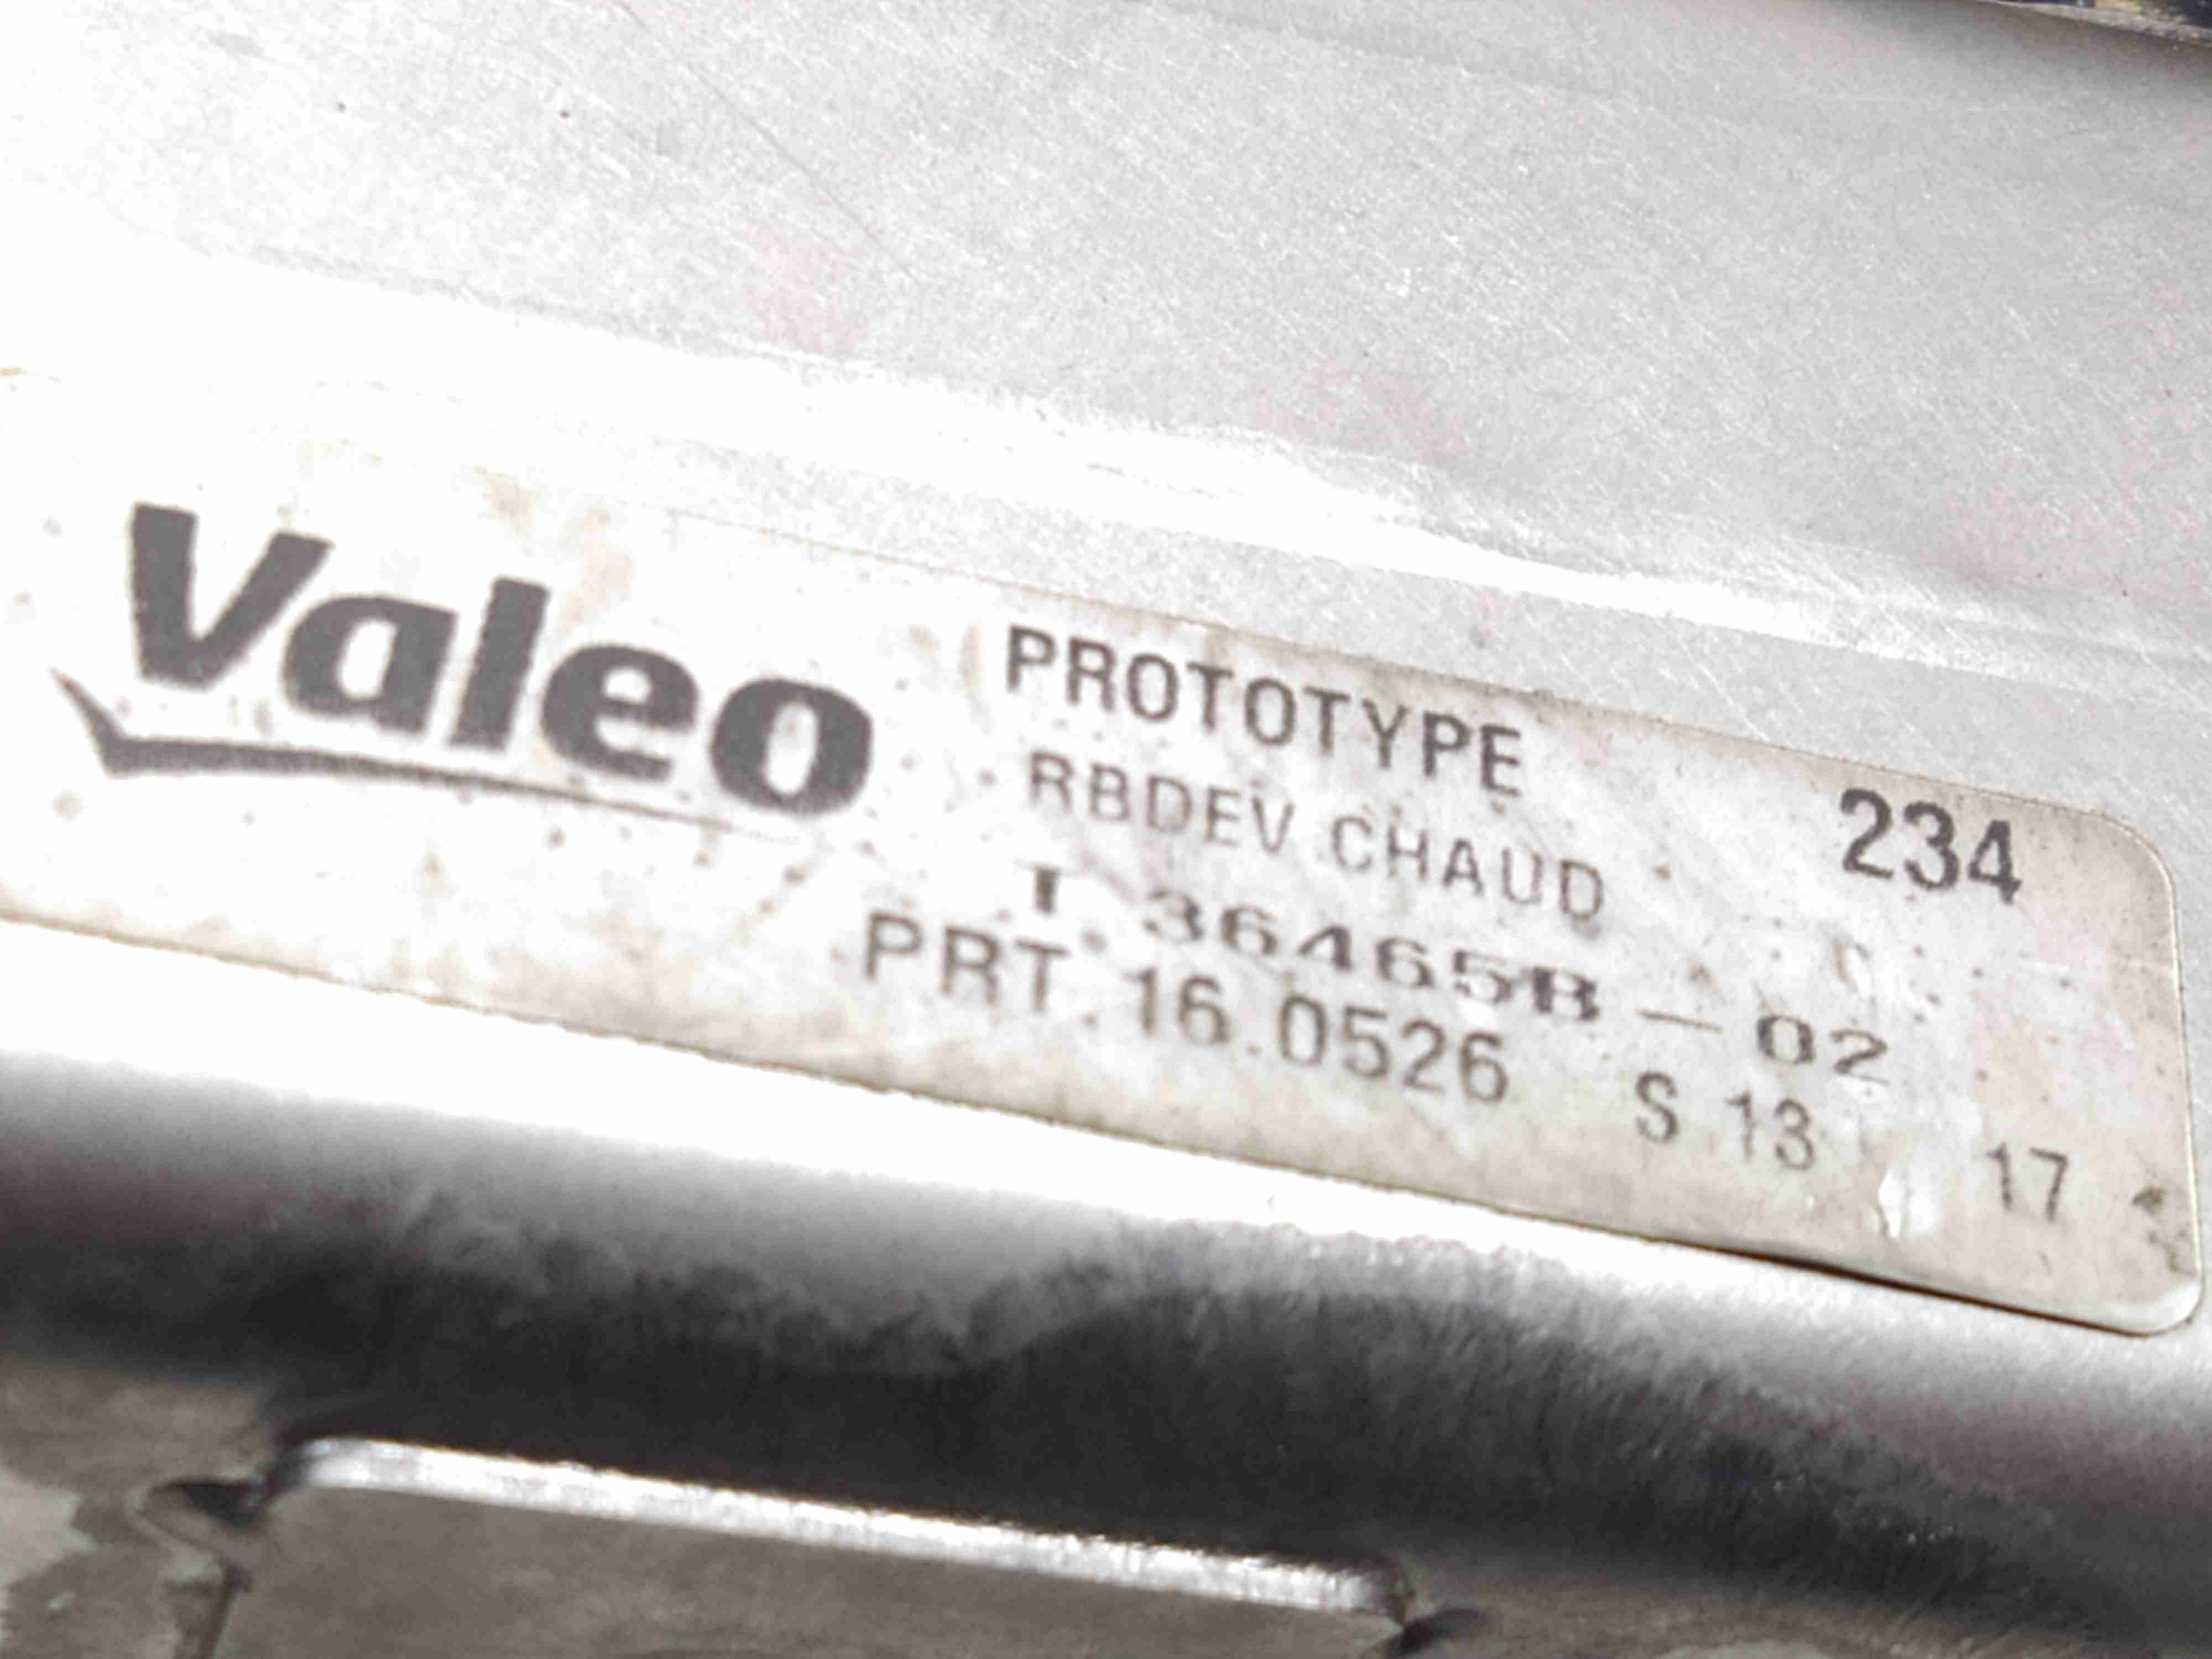 Valeo
PROTOTYPE 234
RBDEV CHAUD
T 36465B - 02
PRT.16.0526 S 13 17